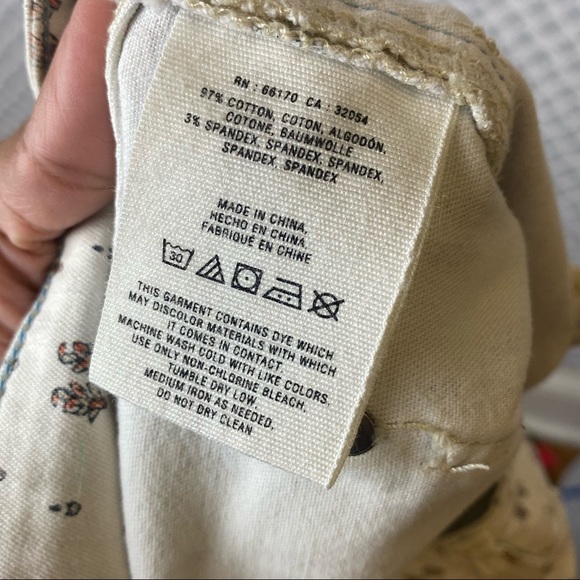 RN : 66170 CA : 32054
97% COTTON, COTON, ALGODÓN,
COTONE, BAUMWOLLE
3% SPANDEX, SPANDEX, SPANDEX,
SPANDEX, SPANDEX
MADE IN CHINA,
HECHO EN CHINA,
FABRIQUÉ EN CHINE
30
THIS GARMENT CONTAINS DYE WHICH
MAY DISCOLOR MATERIALS WITH WHICH
IT COMES IN CONTACT
MACHINE WASH COLD WITH LIKE COLORS.
USE ONLY NON-CHLORINE BLEACH.
TUMBLE DRY LOW.
MEDIUM IRON AS NEEDED.
DO NOT DRY CLEAN